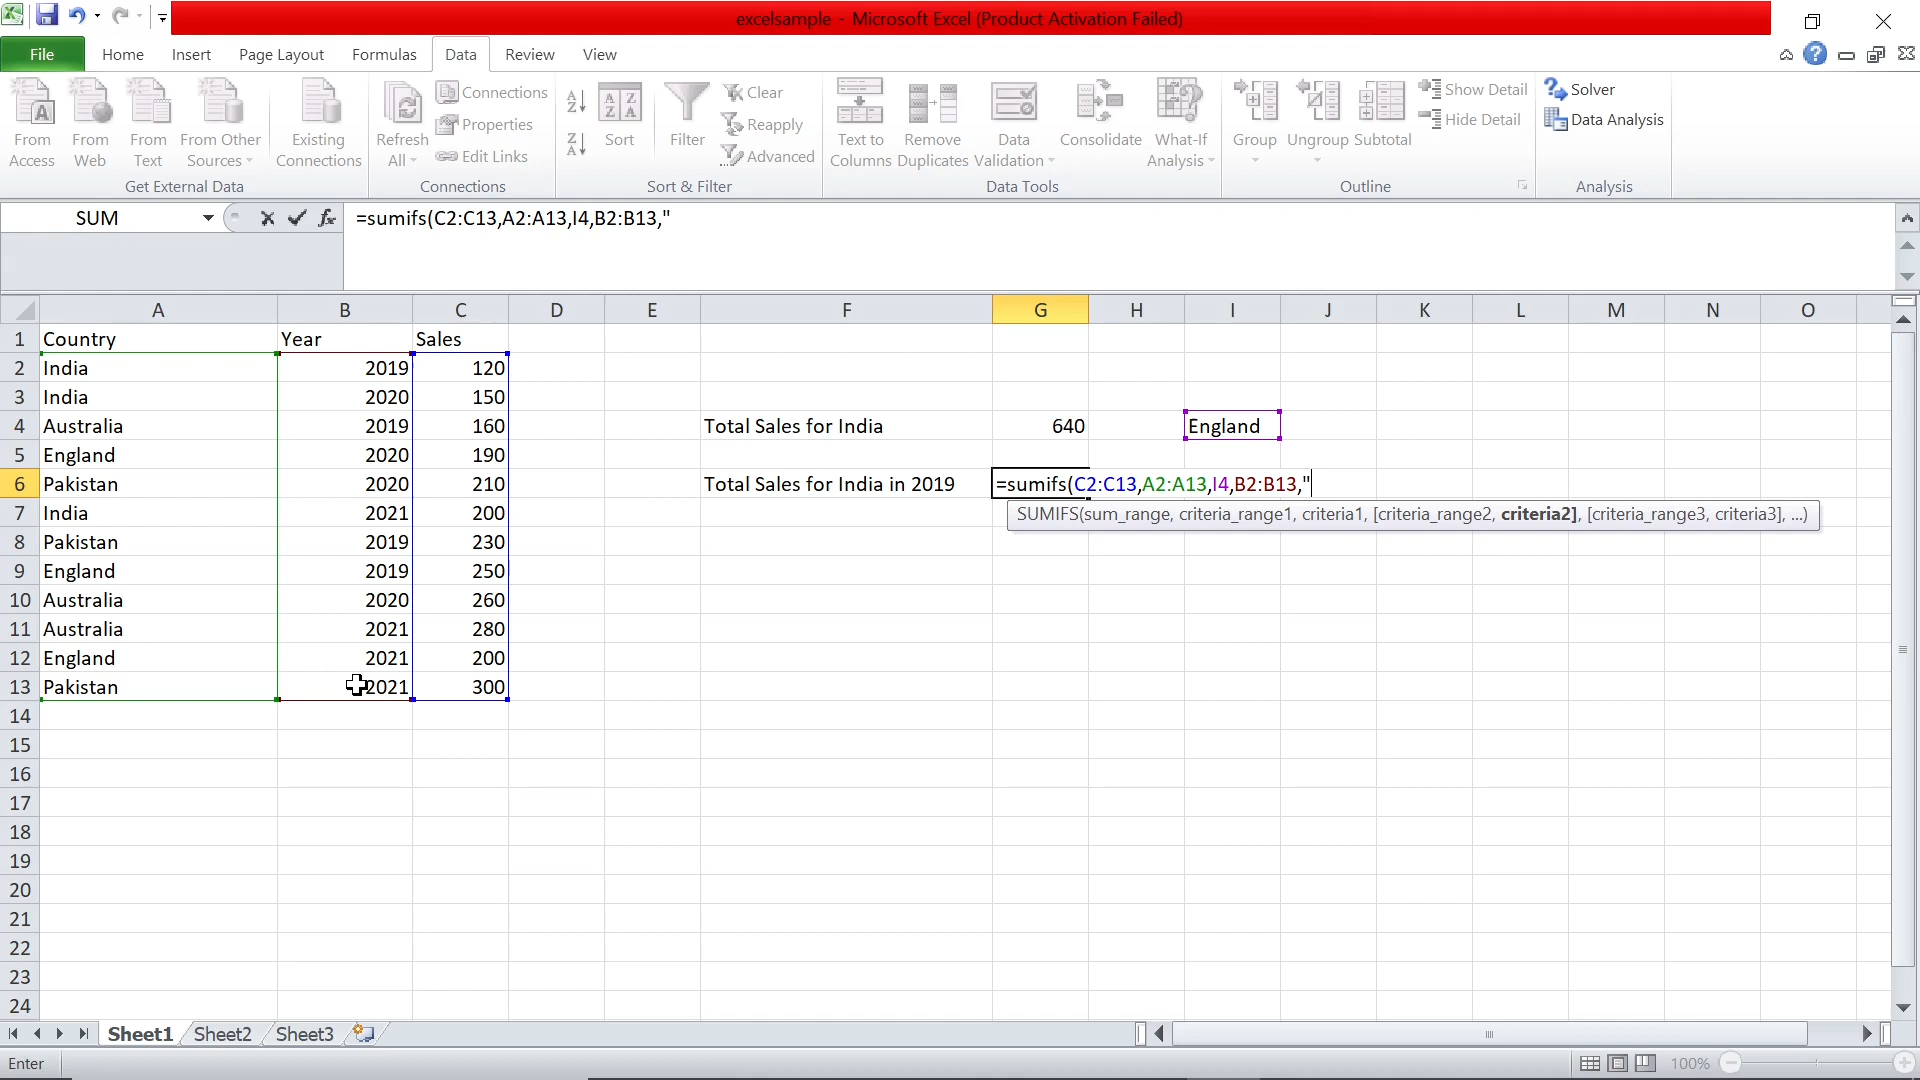 excelsample - Microsoft Excel (Product Activation Failed)
File Home Insert Page Layout Formulas Data Review View
From Access From Web From Text From Other Sources Existing Connections
Get External Data
Refresh All Connections Properties Edit Links
Connections
Sort Filter Clear Reapply Advanced
Sort & Filter
Text to Columns Remove Duplicates Data Validation Consolidate What-If Analysis
Data Tools
Group Ungroup Subtotal Show Detail Hide Detail
Outline
Solver Data Analysis
Analysis
SUM fx =sumifs(C2:C13,A2:A13,I4,B2:B13,"
A B C D E F G H I J K L M N O
1 Country Year Sales
2 India 2019 120
3 India 2020 150
4 Australia 2019 160 Total Sales for India 640 England
5 England 2020 190
6 Pakistan 2020 210 Total Sales for India in 2019 =sumifs(C2:C13,A2:A13,I4,B2:B13,"
7 India 2021 200 SUMIFS(sum_range, criteria_range1, criteria1, [criteria_range2, criteria2], [criteria_range3, criteria3], ...)
8 Pakistan 2019 230
9 England 2019 250
10 Australia 2020 260
11 Australia 2021 280
12 England 2021 200
13 Pakistan 2021 300
14
15
16
17
18
19
20
21
22
23
24
Sheet1 Sheet2 Sheet3
Enter 100%